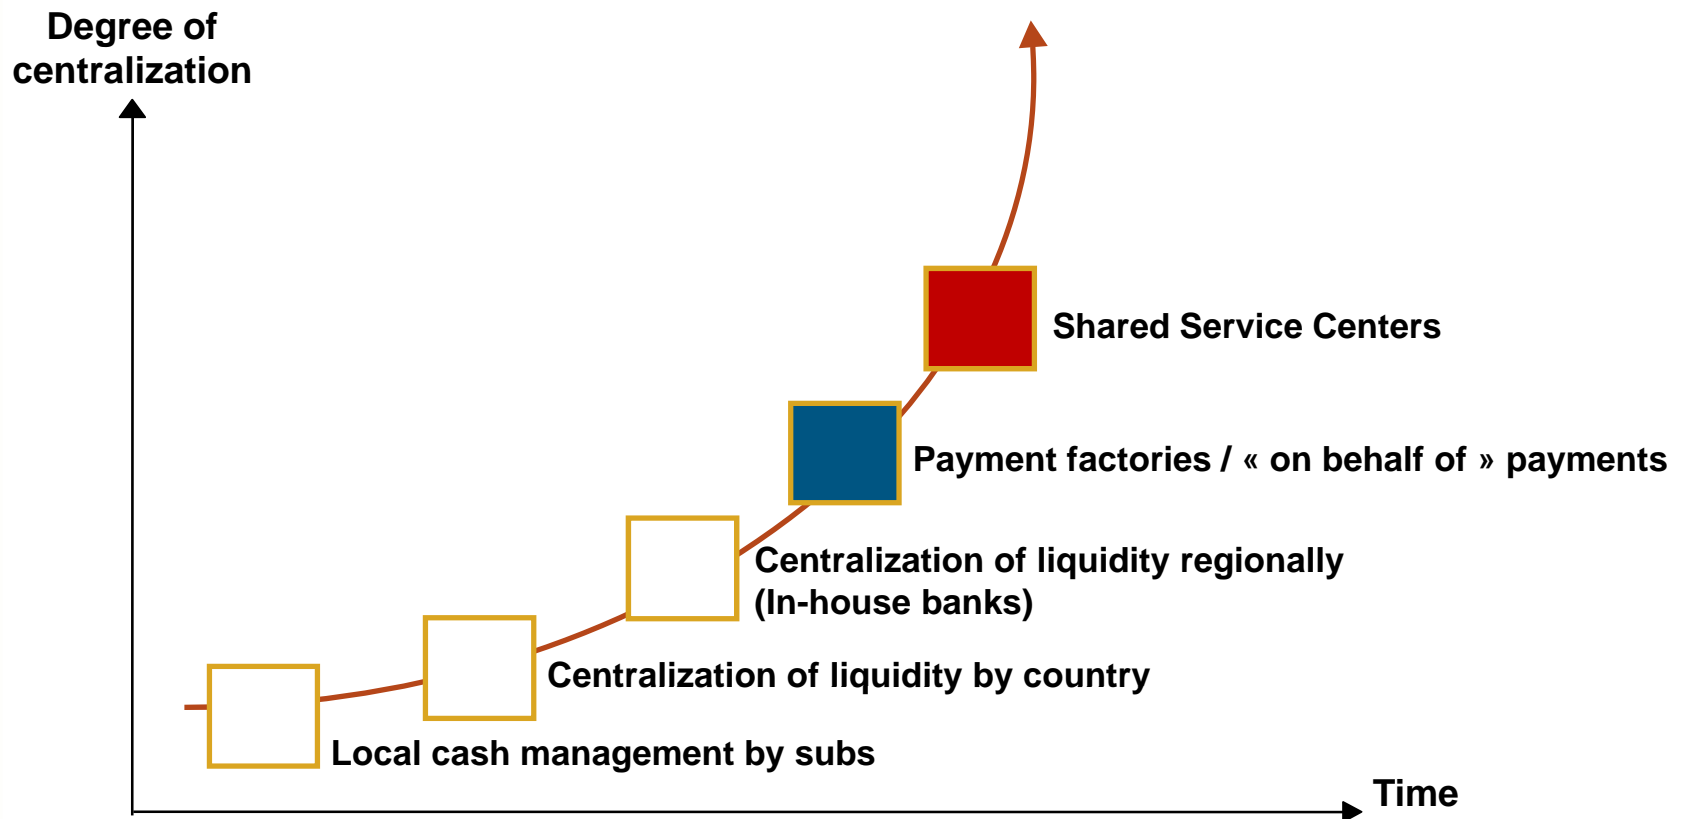 Degree of
centralization
Shared Service Centers
Payment factories / « on behalf of » payments
Centralization of liquidity regionally
(In-house banks)
Centralization of liquidity by country
Local cash management by subs
Time